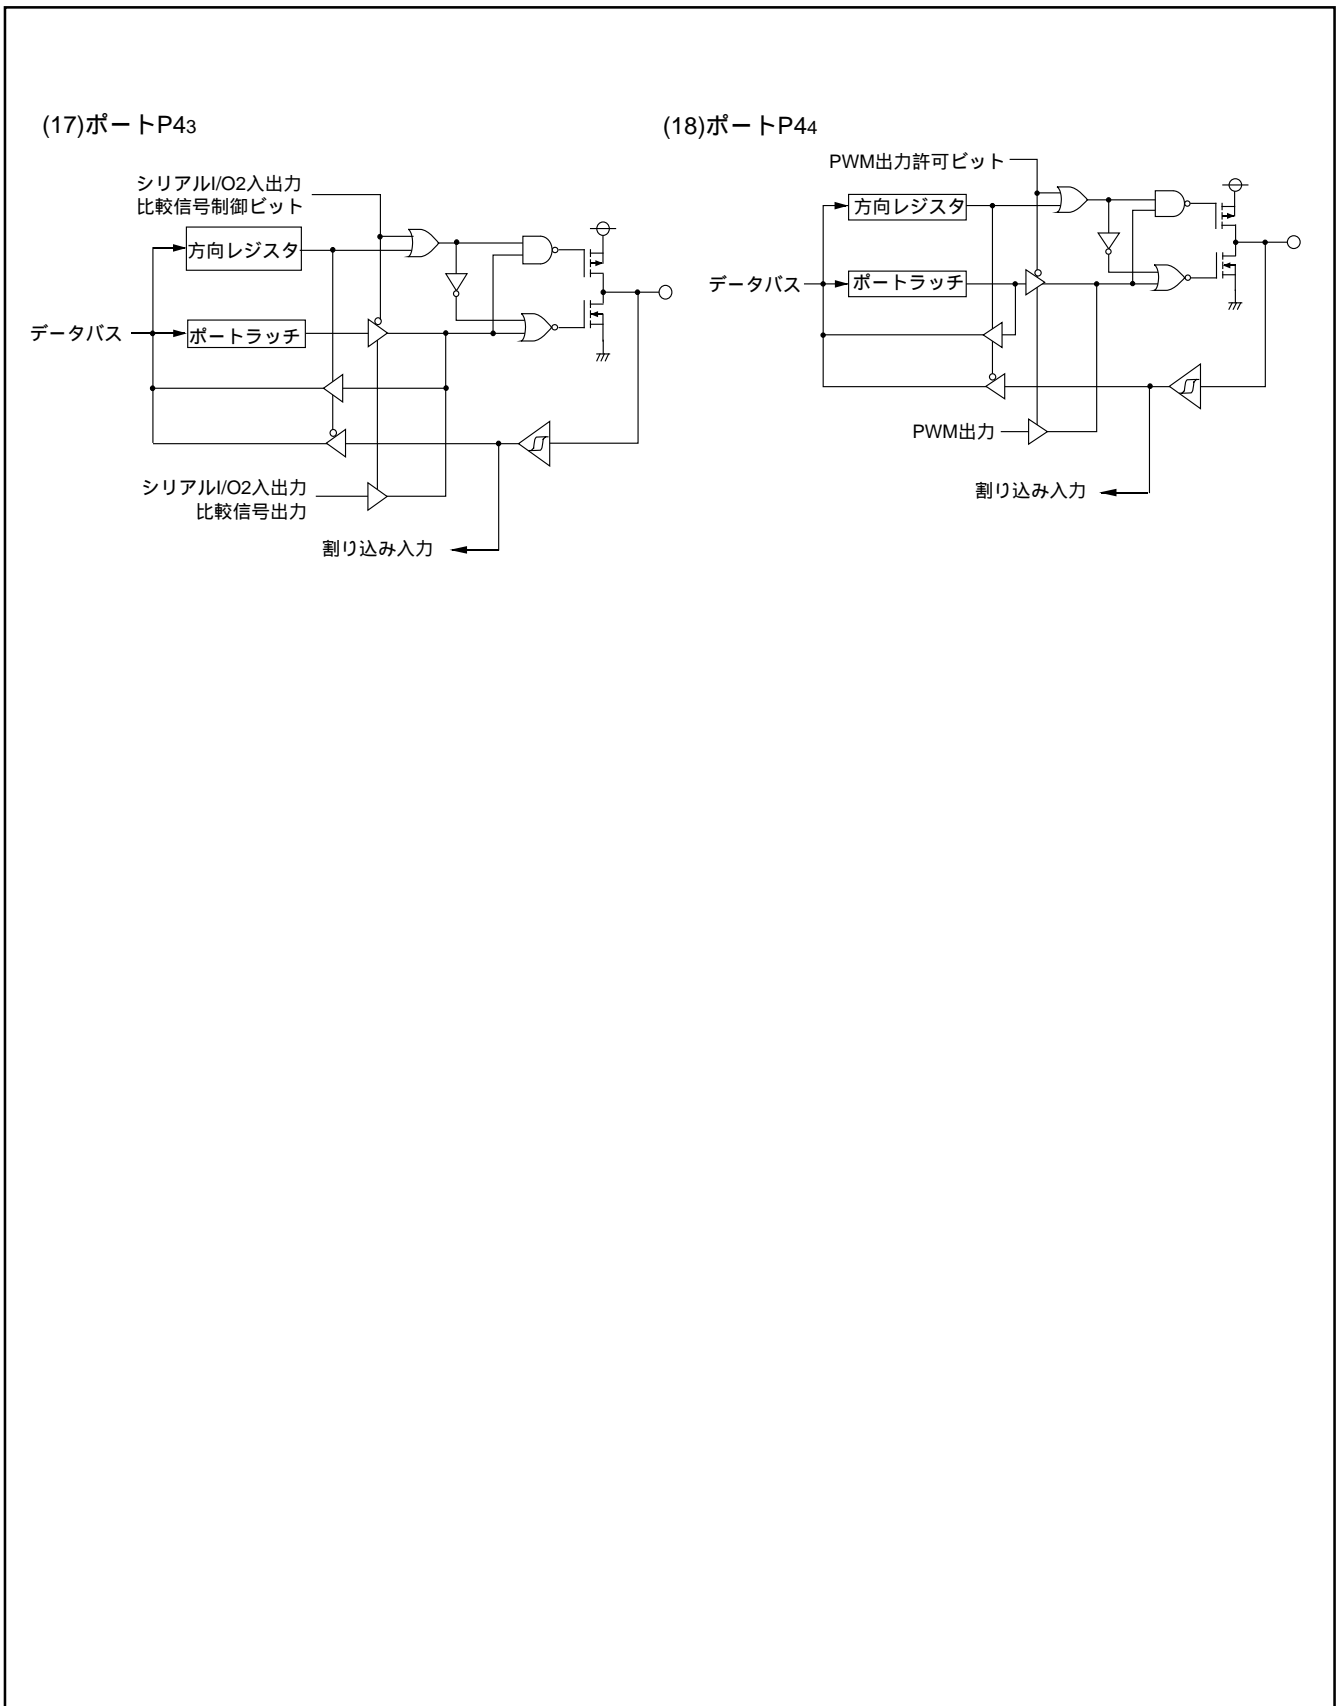 (17)ポートP43
シリアルI/O2入出力
比較信号制御ビット
方向レジスタ
データバス
ポートラッチ
シリアルI/O2入出力
比較信号出力
割り込み入力
(18)ポートP44
PWM出力許可ビット
方向レジスタ
データバス
ポートラッチ
PWM出力
割り込み入力